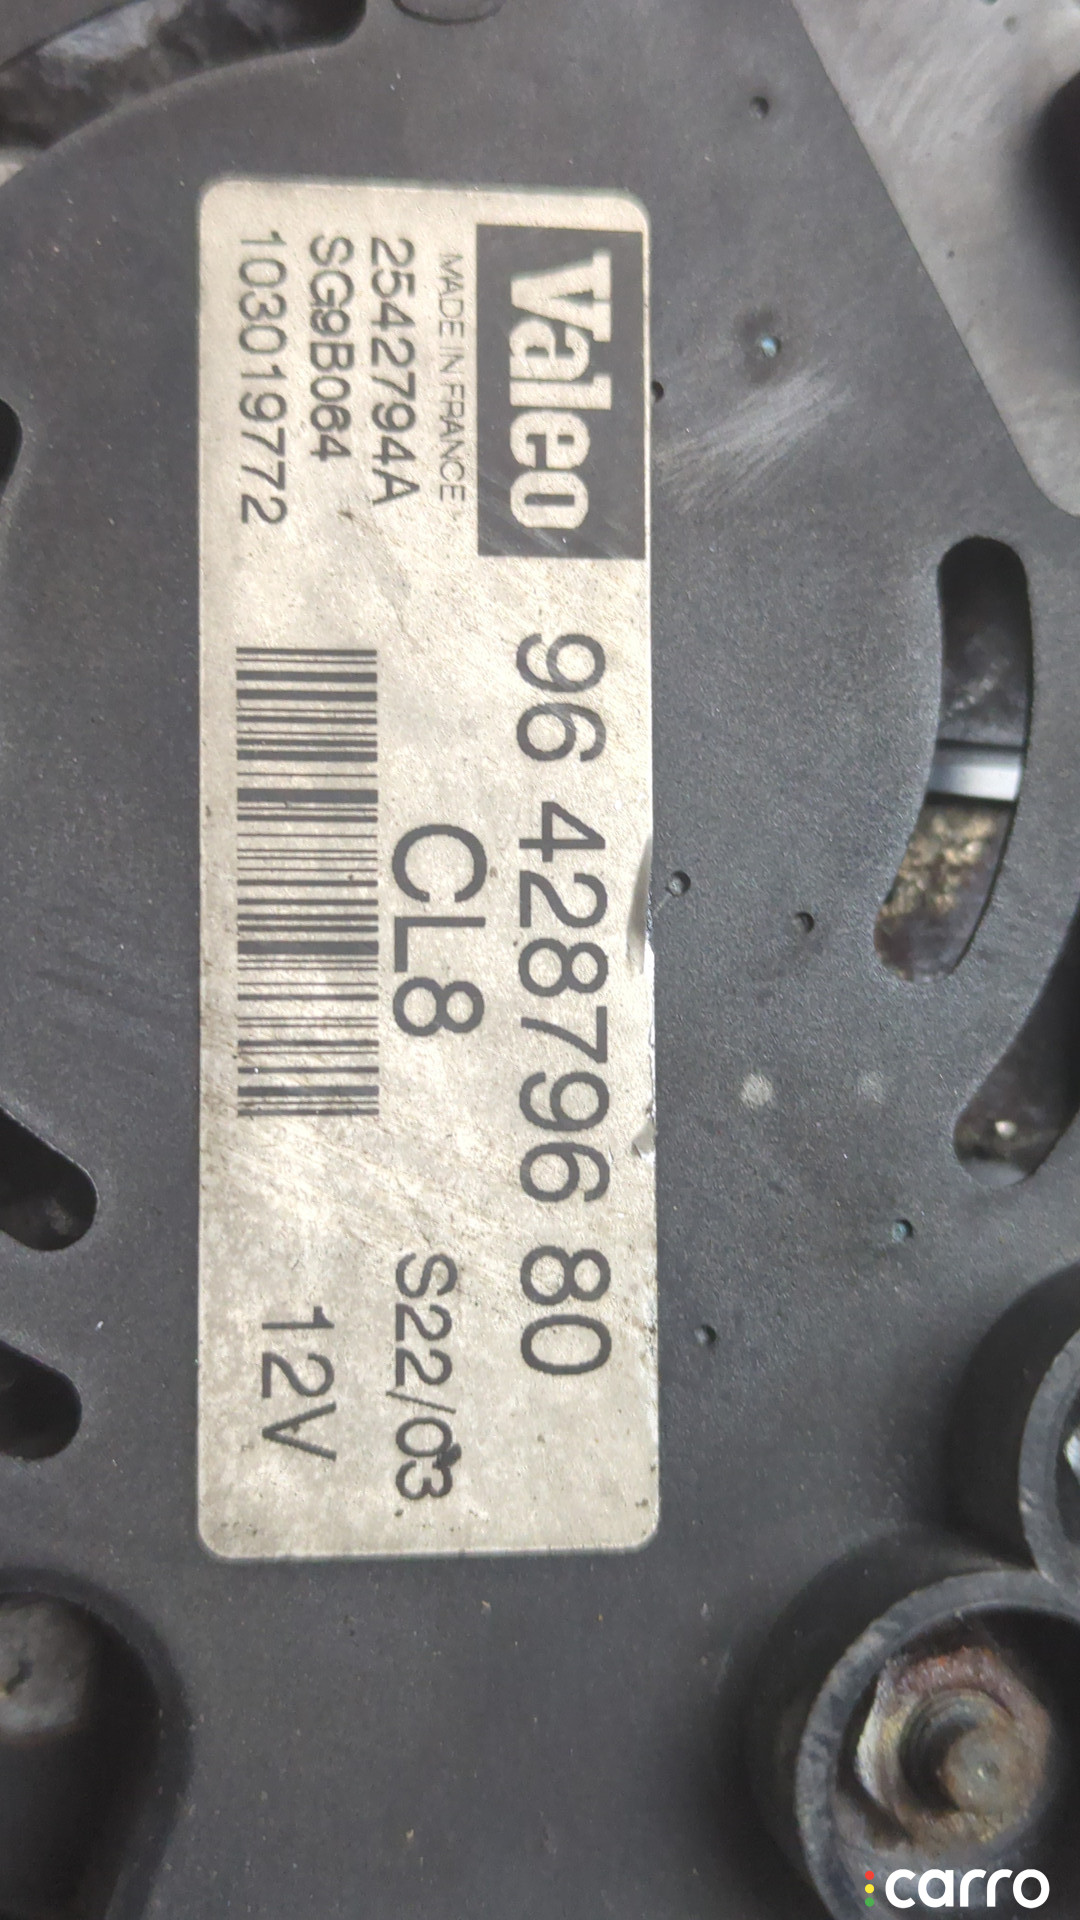 Valeo
96 428796 80
MADE IN FRANCE
2542794A
CL8
S22/03
SG9B064
103019772
12V
carro